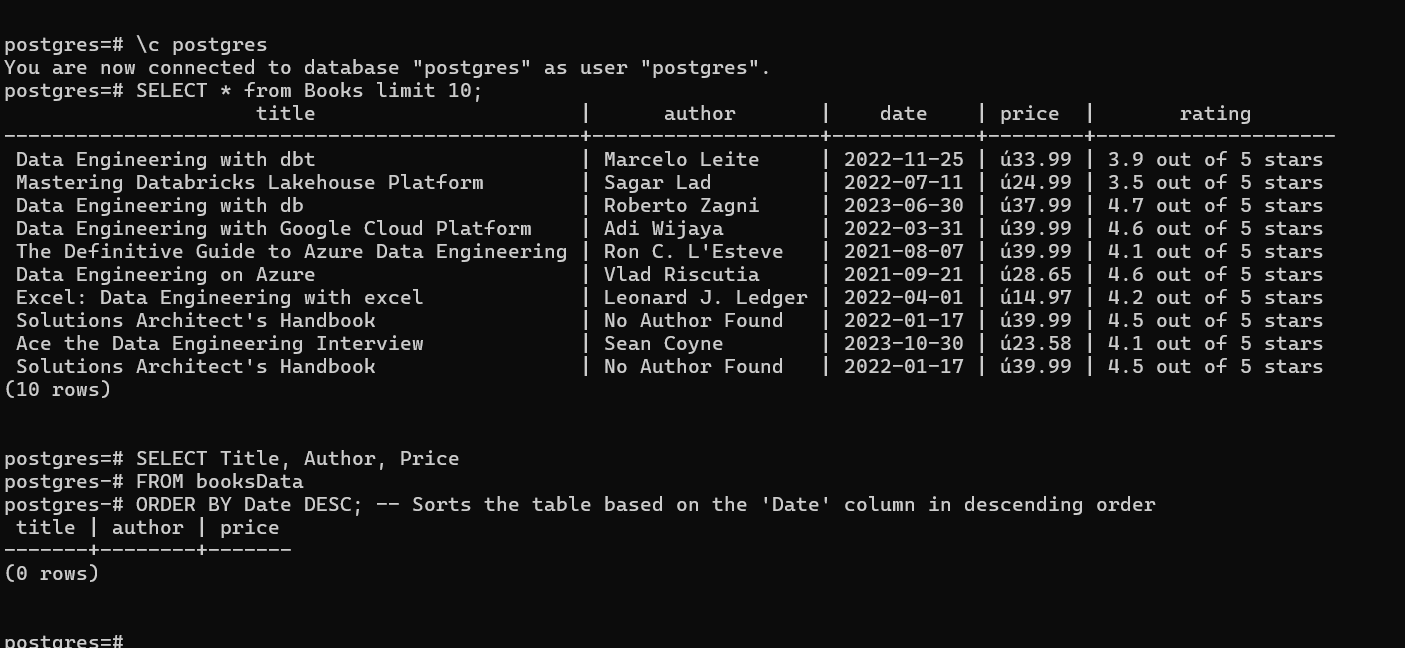 postgres=# \c postgres
You are now connected to database "postgres" as user "postgres".
postgres=# SELECT * from Books limit 10;
                     title                      |      author       |    date    | price  |       rating
------------------------------------------------+-------------------+------------+--------+--------------------
 Data Engineering with dbt                      | Marcelo Leite     | 2022-11-25 | ú33.99 | 3.9 out of 5 stars
 Mastering Databricks Lakehouse Platform        | Sagar Lad         | 2022-07-11 | ú24.99 | 3.5 out of 5 stars
 Data Engineering with db                       | Roberto Zagni     | 2023-06-30 | ú37.99 | 4.7 out of 5 stars
 Data Engineering with Google Cloud Platform    | Adi Wijaya        | 2022-03-31 | ú39.99 | 4.6 out of 5 stars
 The Definitive Guide to Azure Data Engineering | Ron C. L'Esteve   | 2021-08-07 | ú39.99 | 4.1 out of 5 stars
 Data Engineering on Azure                      | Vlad Riscutia     | 2021-09-21 | ú28.65 | 4.6 out of 5 stars
 Excel: Data Engineering with excel             | Leonard J. Ledger | 2022-04-01 | ú14.97 | 4.2 out of 5 stars
 Solutions Architect's Handbook                 | No Author Found   | 2022-01-17 | ú39.99 | 4.5 out of 5 stars
 Ace the Data Engineering Interview             | Sean Coyne        | 2023-10-30 | ú23.58 | 4.1 out of 5 stars
 Solutions Architect's Handbook                 | No Author Found   | 2022-01-17 | ú39.99 | 4.5 out of 5 stars
(10 rows)
postgres=# SELECT Title, Author, Price
postgres-# FROM booksData
postgres-# ORDER BY Date DESC; -- Sorts the table based on the 'Date' column in descending order
 title | author | price
-------+--------+-------
(0 rows)
postgres=#